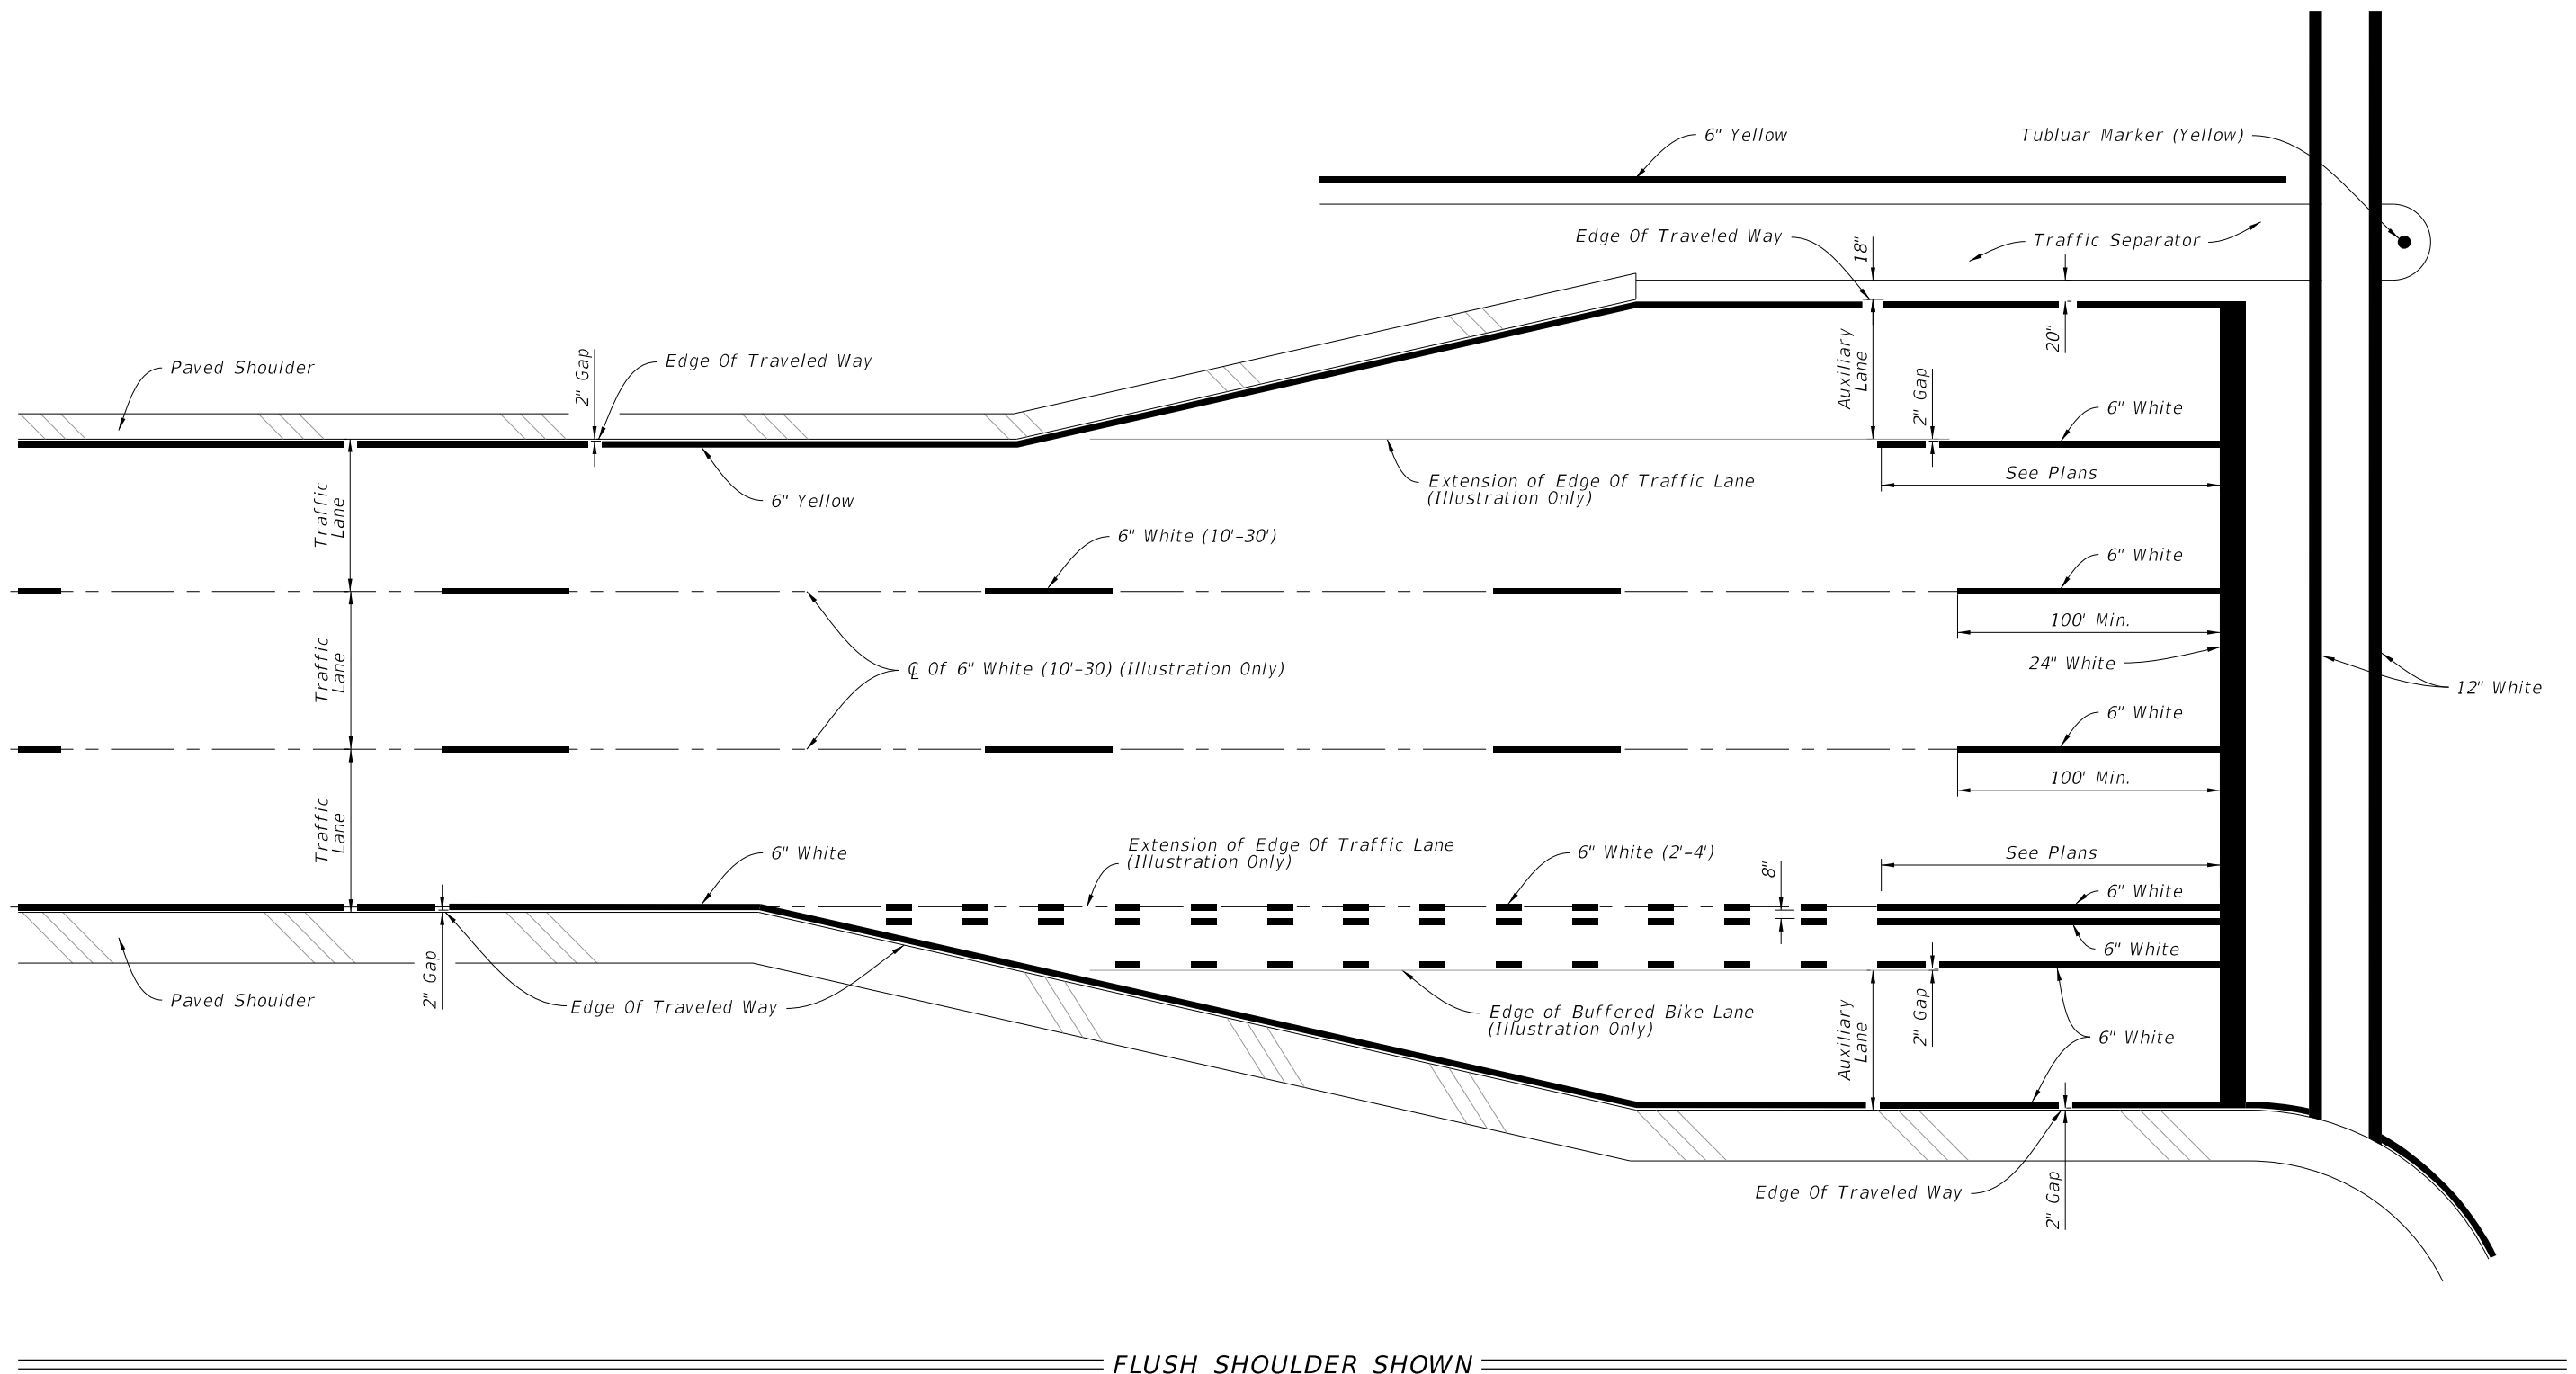 6" Yellow
Tubluar Marker (Yellow)
Edge Of Traveled Way
18"
Traffic Separator
20"
Paved Shoulder
2" Gap
Edge Of Traveled Way
Auxiliary
Lane
2" Gap
6" White
6" Yellow
Extension of Edge Of Traffic Lane
(Illustration Only)
See Plans
Traffic
Lane
6" White (10'-30')
6" White
100' Min.
Traffic
Lane
℄ Of 6" White (10'-30) (Illustration Only)
24" White
12" White
6" White
100' Min.
Traffic
Lane
6" White
Extension of Edge Of Traffic Lane
(Illustration Only)
6" White (2'-4')
8"
See Plans
6" White
6" White
Paved Shoulder
2" Gap
Edge Of Traveled Way
Edge of Buffered Bike Lane
(Illustration Only)
Auxiliary
Lane
2" Gap
6" White
Edge Of Traveled Way
2" Gap
FLUSH SHOULDER SHOWN